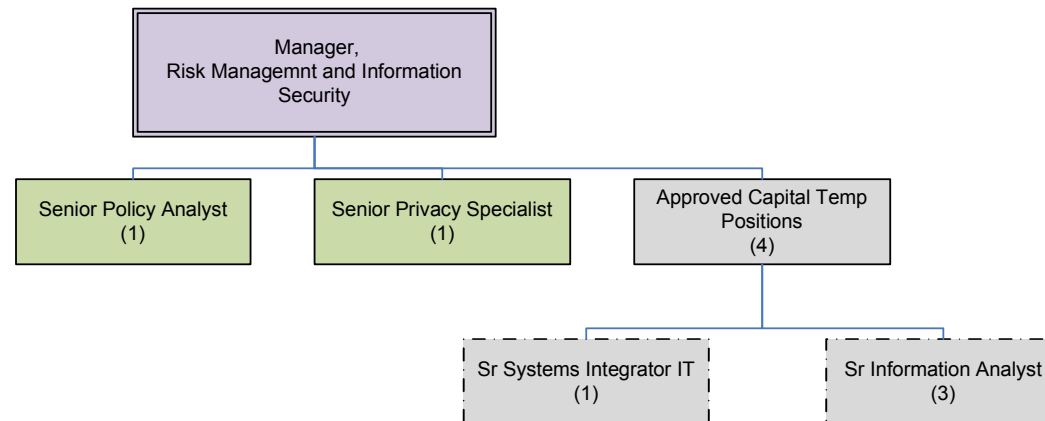 Manager,
Risk Managemnt and Information
Security
Senior Policy Analyst
(1)
Senior Privacy Specialist
(1)
Approved Capital Temp
Positions
(4)
Sr Systems Integrator IT
(1)
Sr Information Analyst
(3)